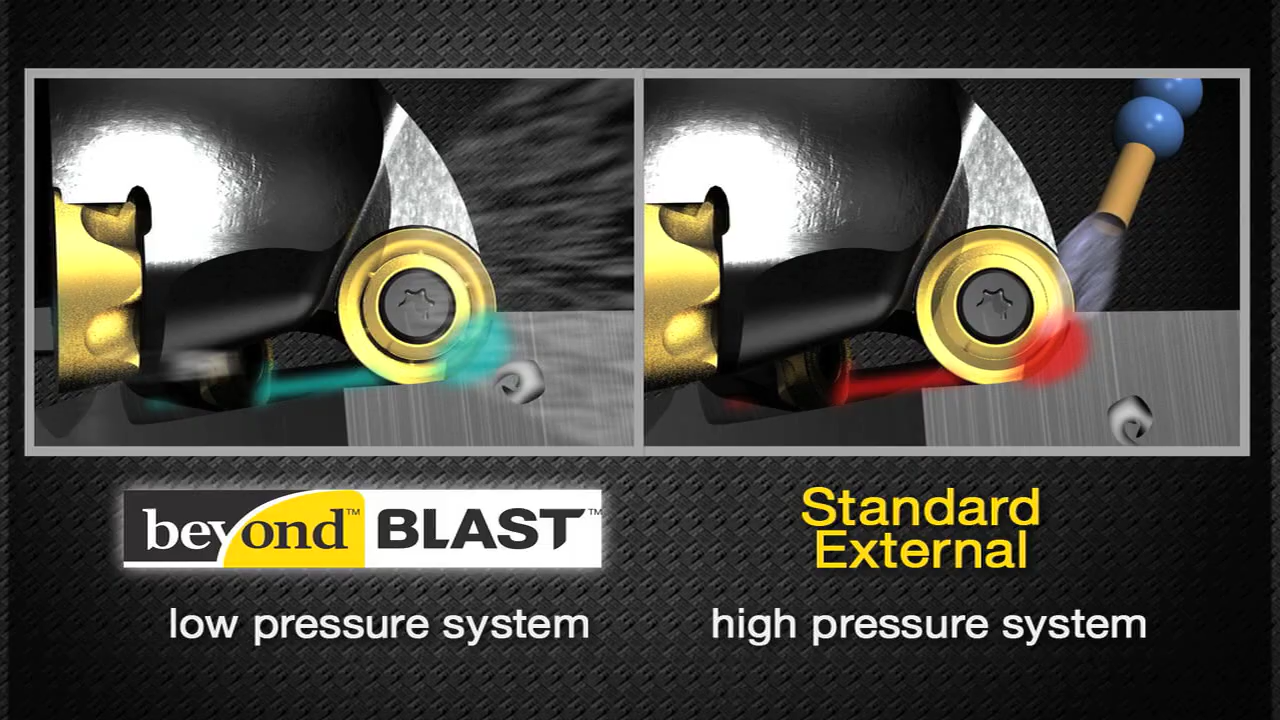 beyond™ BLAST™
low pressure system
Standard
External
high pressure system